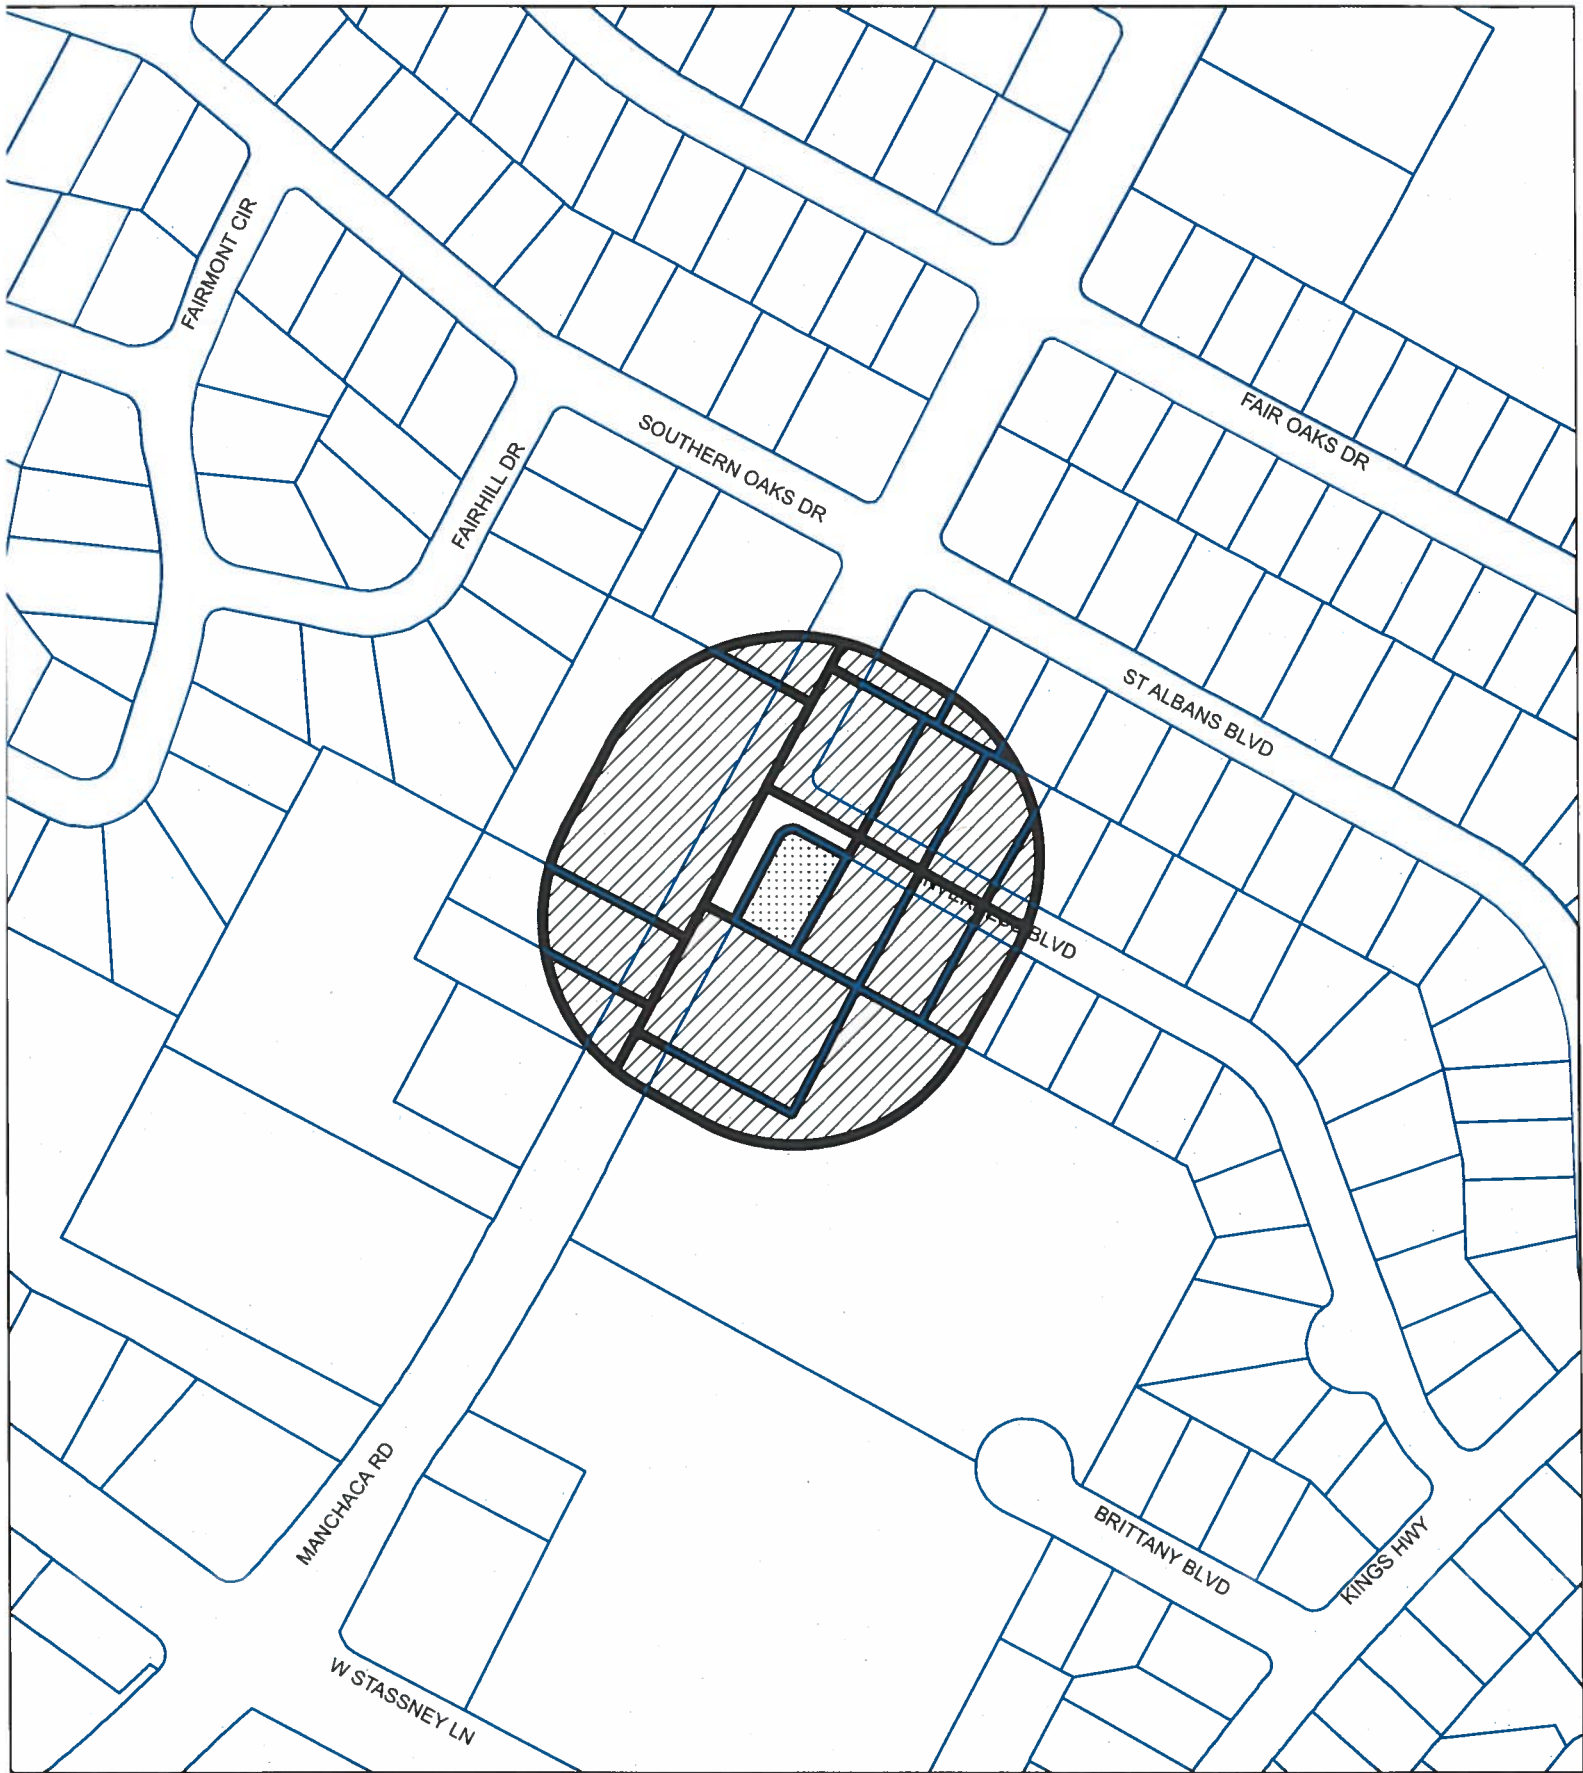 FAIRMONT CIR
FAIR OAKS DR
SOUTHERN OAKS DR
FAIRHILL DR
ST ALBANS BLVD
BLVD
MANCHACA RD
BRITTANY BLVD
KINGS HWY
W STASSNEY LN